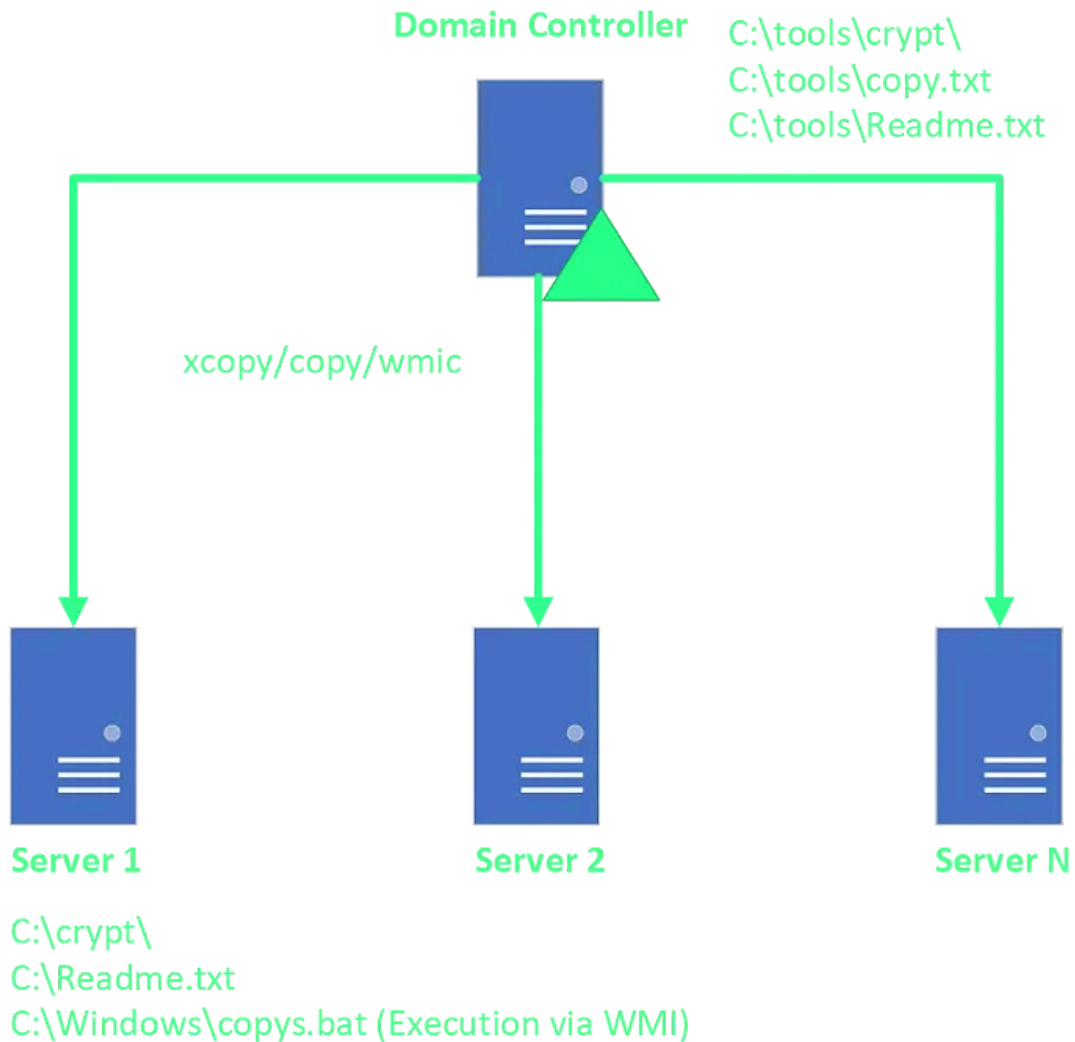 Domain Controller
C:\tools\crypt\
C:\tools\copy.txt
C:\tools\Readme.txt
xcopy/copy/wmic
Server 1
Server 2
Server N
C:\crypt\
C:\Readme.txt
C:\Windows\copys.bat (Execution via WMI)